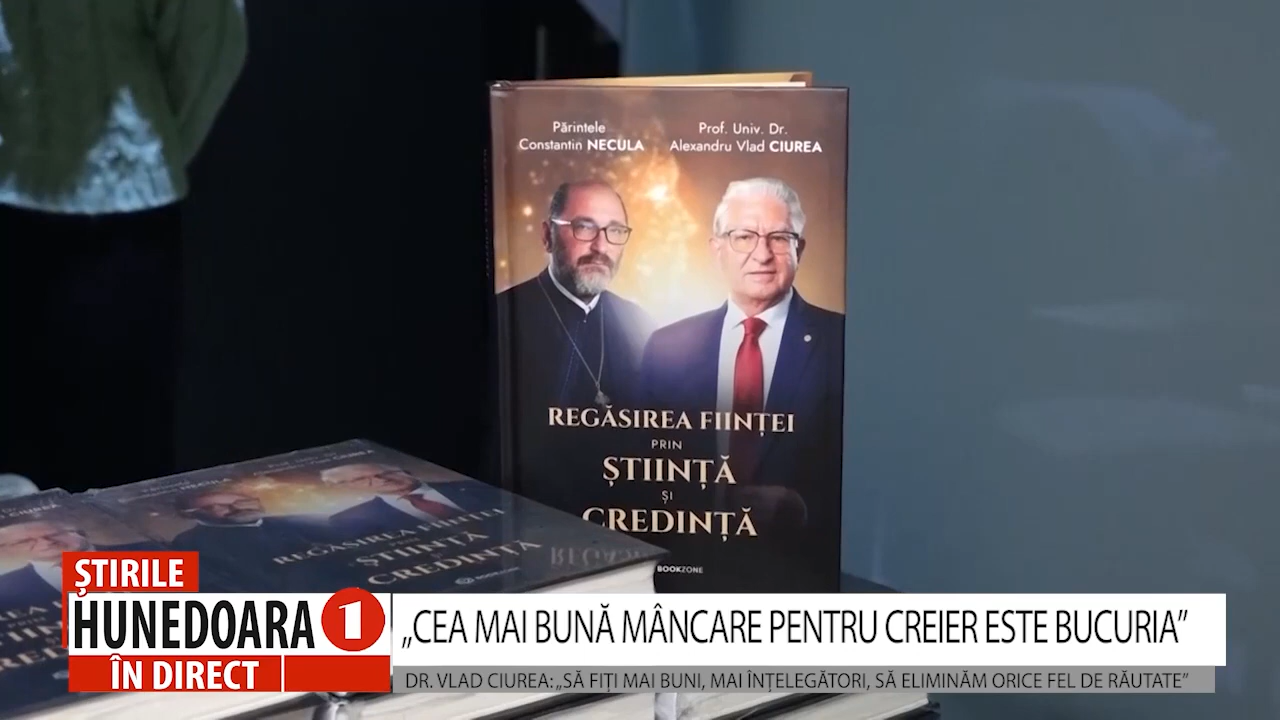 Părintele
Constantin NECULA
Prof. Univ. Dr.
Alexandru Vlad CIUREA
REGĂSIREA FIINȚEI
PRIN
ȘTIINȚĂ
ȘI
CREDINȚĂ
BOOKZONE
NECULA
CIUREA
REGĂSIREA FIINȚEI
ȘTIINȚĂ
CREDINȚĂ
ȘTIRILE
HUNEDOARA 1
ÎN DIRECT
„CEA MAI BUNĂ MÂNCARE PENTRU CREIER ESTE BUCURIA”
DR. VLAD CIUREA: „SĂ FIȚI MAI BUNI, MAI ÎNȚELEGĂTORI, SĂ ELIMINĂM ORICE FEL DE RĂUTATE”